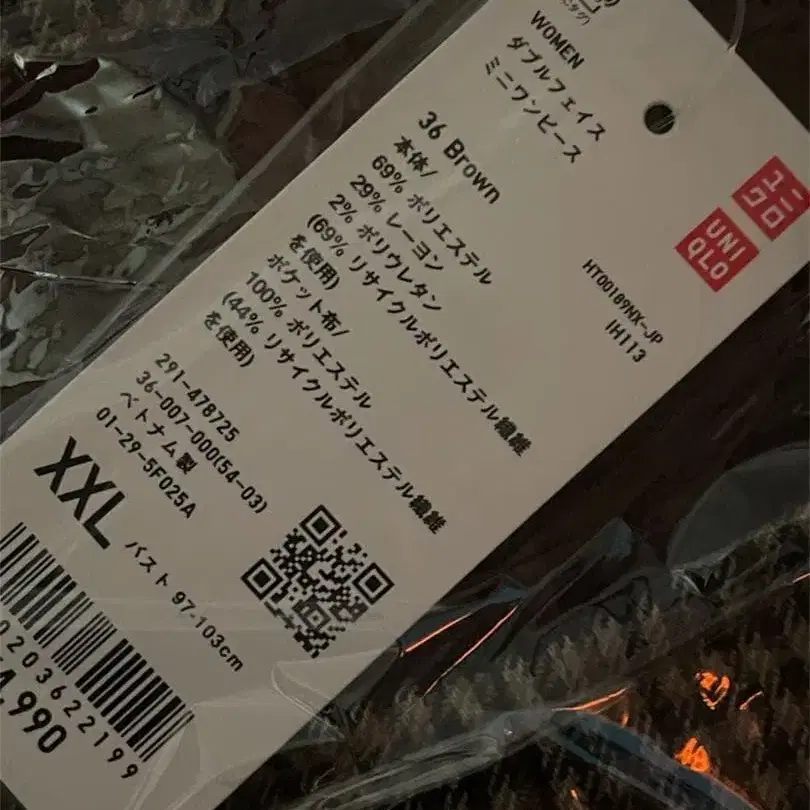 WOMEN
ダブルフェイス
ミニワンピース
36 Brown
本体/
69% ポリエステル
29% レーヨン
2% ポリウレタン
(69% リサイクルポリエステル繊維
を使用)
ポケット布/
100% ポリエステル
(44% リサイクルポリエステル繊維
を使用)
291-478725
36-007-000(54-03)
ベトナム製
01-29-5F025A
XXL
バスト 97-103cm
0203622199
4,990
ユニ
クロ
UNI
QLO
HT00189NX-JP
IH113